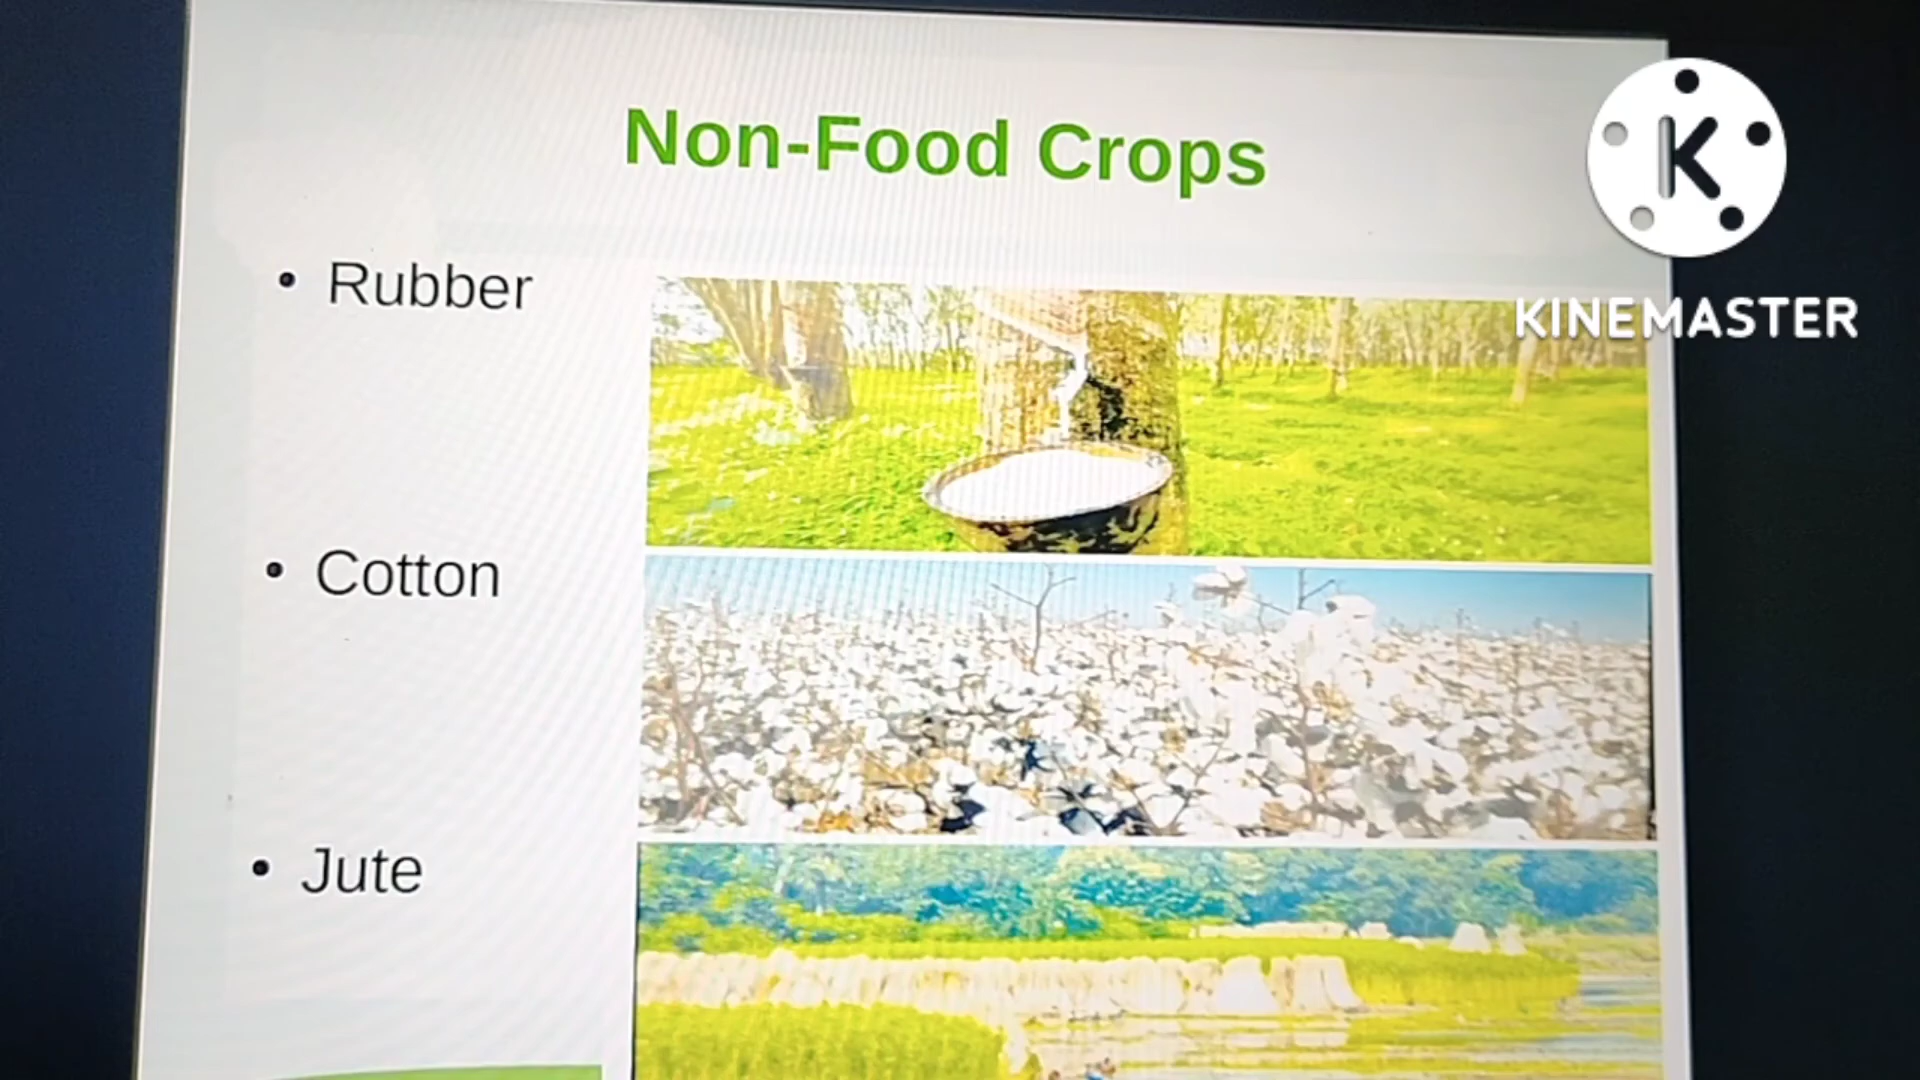 Non-Food Crops
• Rubber
• Cotton
• Jute
K
KINEMASTER